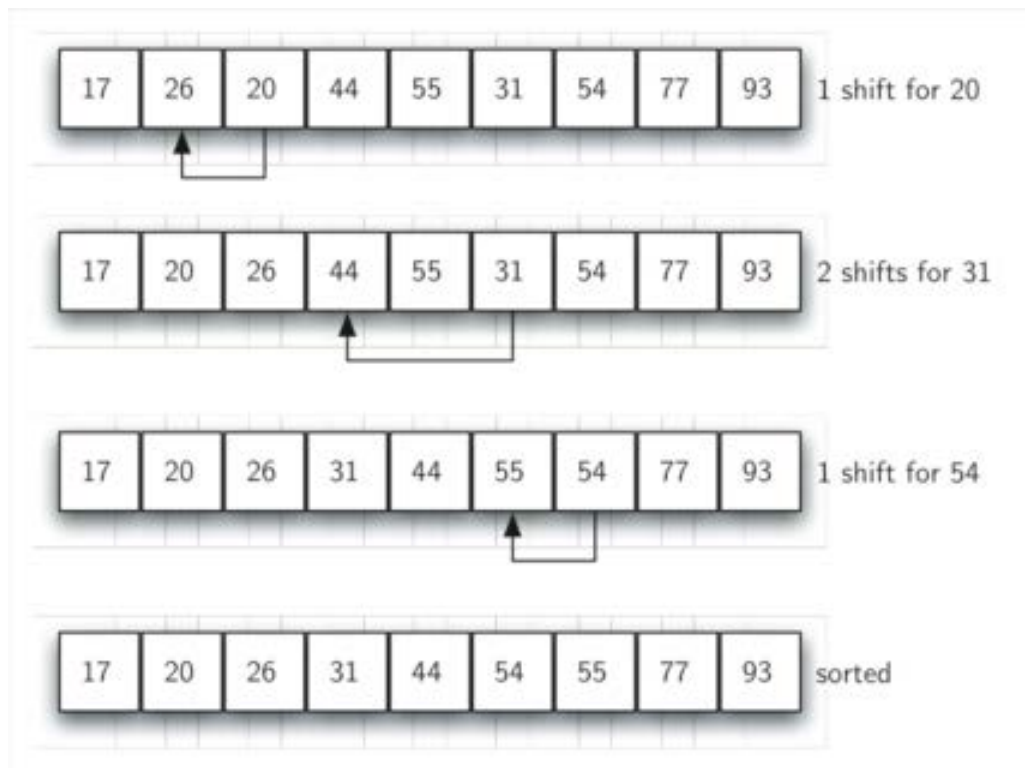 17 26 20 44 55 31 54 77 93 1 shift for 20
17 20 26 44 55 31 54 77 93 2 shifts for 31
17 20 26 31 44 55 54 77 93 1 shift for 54
17 20 26 31 44 54 55 77 93 sorted